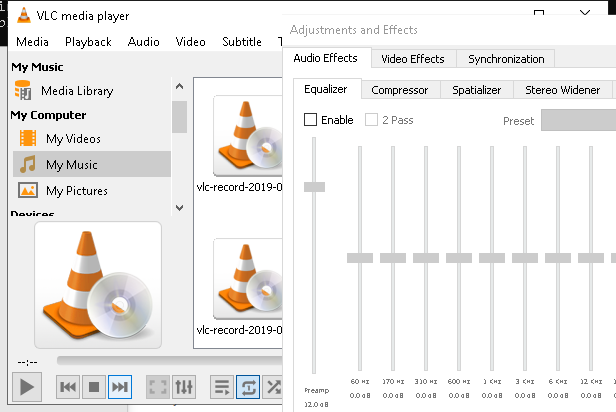 VLC media player
Media Playback Audio Video Subtitle T
My Music
Media Library
My Computer
My Videos
My Music
My Pictures
Devices
vlc-record-2019-0
vlc-record-2019-0
--:--
Adjustments and Effects
Audio Effects Video Effects Synchronization
Equalizer Compressor Spatializer Stereo Widener
Enable 2 Pass Preset
60 Hz 170 Hz 310 Hz 600 Hz 1 KHz 3 KHz 6 KHz 12 KHz
0.0 dB 0.0 dB 0.0 dB 0.0 dB 0.0 dB 0.0 dB 0.0 dB 0.0 dB
Preamp
12.0 dB